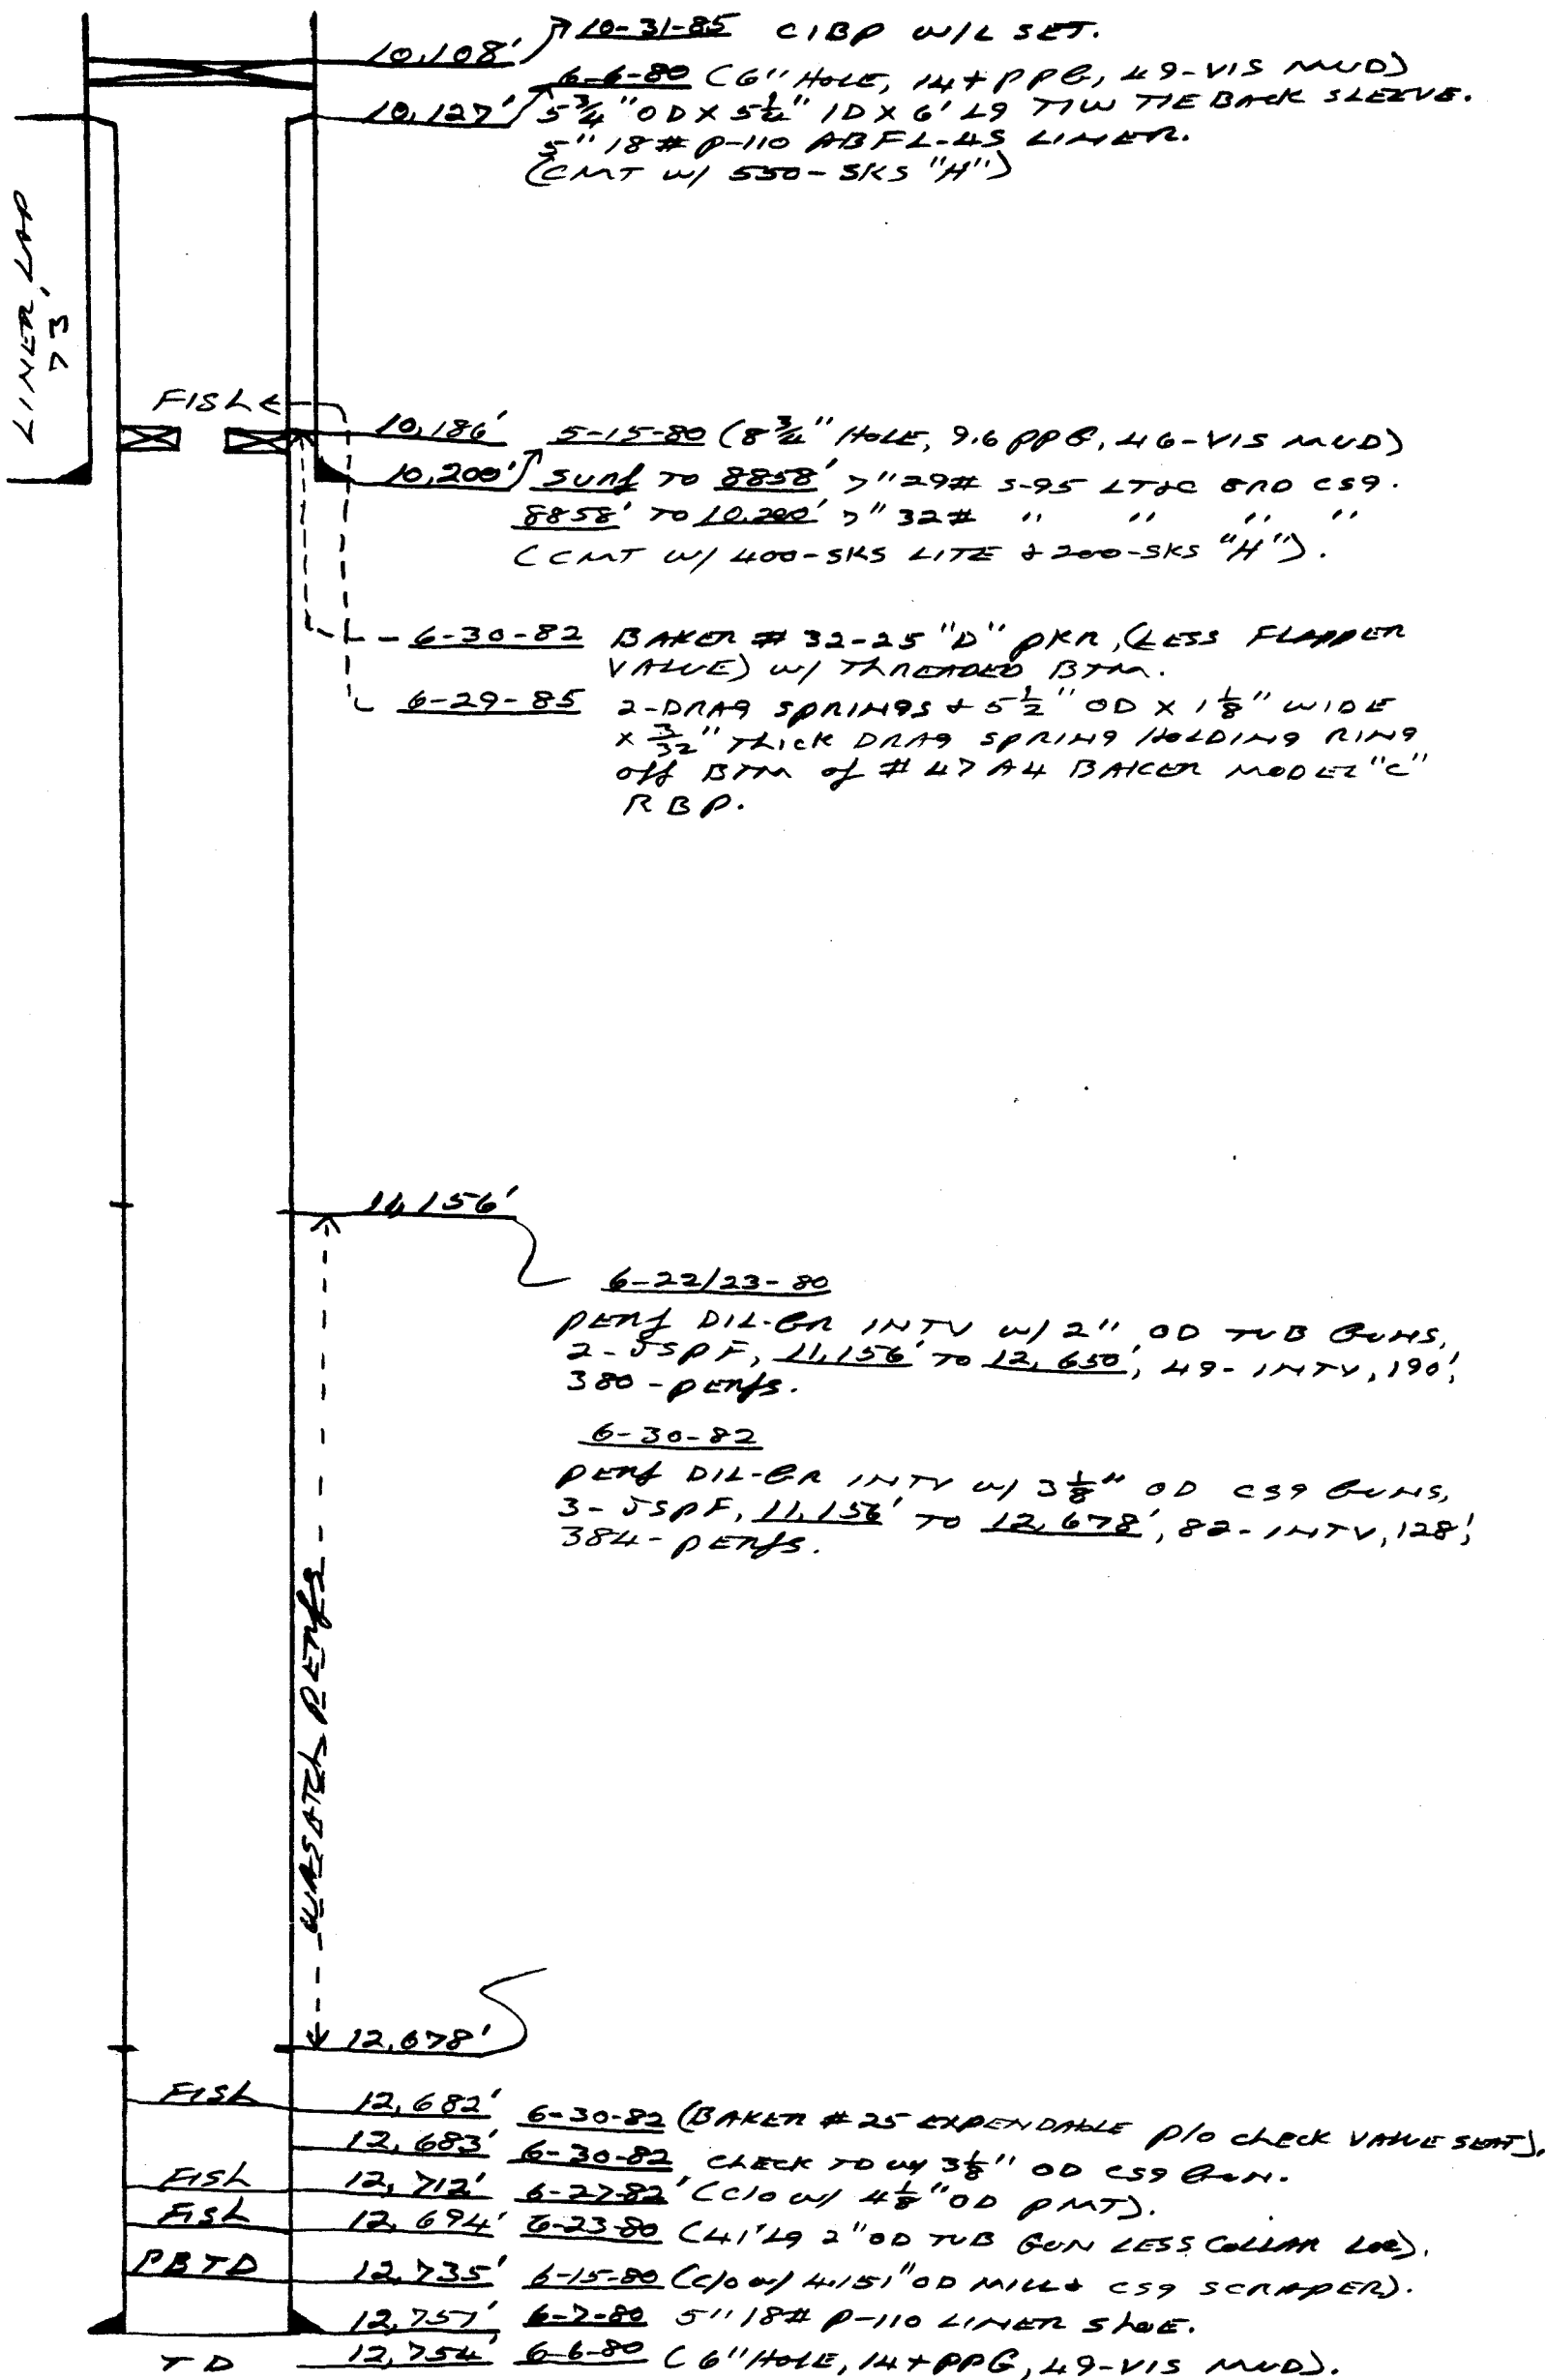 10,108' 10-31-85 CIBP W/L SET.
6-6-80 (6" HOLE, 14+ PPG, 49-VIS MUD)
10,127' 5 3/4" OD X 5 1/4" ID X 6' Lg TIW TIE BACK SLEEVE.
5" 18# P-110 ABFL-4S LINER.
(CMT W/ 550-SKS "H")
LINER LAP
73'
FISH
10,186' 5-15-80 (8 3/4" HOLE, 9.6 PPG, 46-VIS MUD)
10,200' Surf TO 8858' 7" 29# S-95 LT&C 8RD CSg.
8858' TO 10,200' 7" 32# " " " "
(CMT W/ 400-SKS LITE & 200-SKS "H").
6-30-82 BAKER # 32-25 "D" PKR, (LESS FLAPPER
VALVE) W/ THREADED BTM.
6-29-85 2-DRAg SPRINgS & 5 1/2" OD X 1 1/8" WIDE
X 3/32" Thick DRAg SPRINg HOLDINg RINg
off BTM of # 47 A4 BAKER MODEL "C"
RBP.
11,156'
6-22/23-80
PERf DIL-GR INTV W/ 2" OD TUB GUNS,
2-JSPF, 11,156' TO 12,650', 49-INTV, 190',
380-PERfS.
6-30-82
PERf DIL-GR INTV W/ 3 1/8" OD CSg GUNS,
3-JSPF, 11,156' TO 12,678', 82-INTV, 128',
384-PERfS.
WASATCh PERfS
12,678'
FISh 12,682' 6-30-82 (BAKER # 25 EXPENDABLE P/O ChECK VALVE SEAT).
12,683' 6-30-82 ChECK TD W/ 3 1/8" OD CSg GUN.
FISh 12,712' 6-27-82 (C/O W/ 4 1/8" OD PMT).
FISh 12,694' 6-23-80 (41' Lg 2" OD TUB GUN LESS COLLAR LOC).
PBTD 12,735' 6-15-80 (C/O W/ 4.151" OD MILL & CSg SCRAPER).
12,757' 6-7-80 5" 18# P-110 LINER ShOE.
TD 12,754' 6-6-80 (6" HOLE, 14+ PPG, 49-VIS MUD).